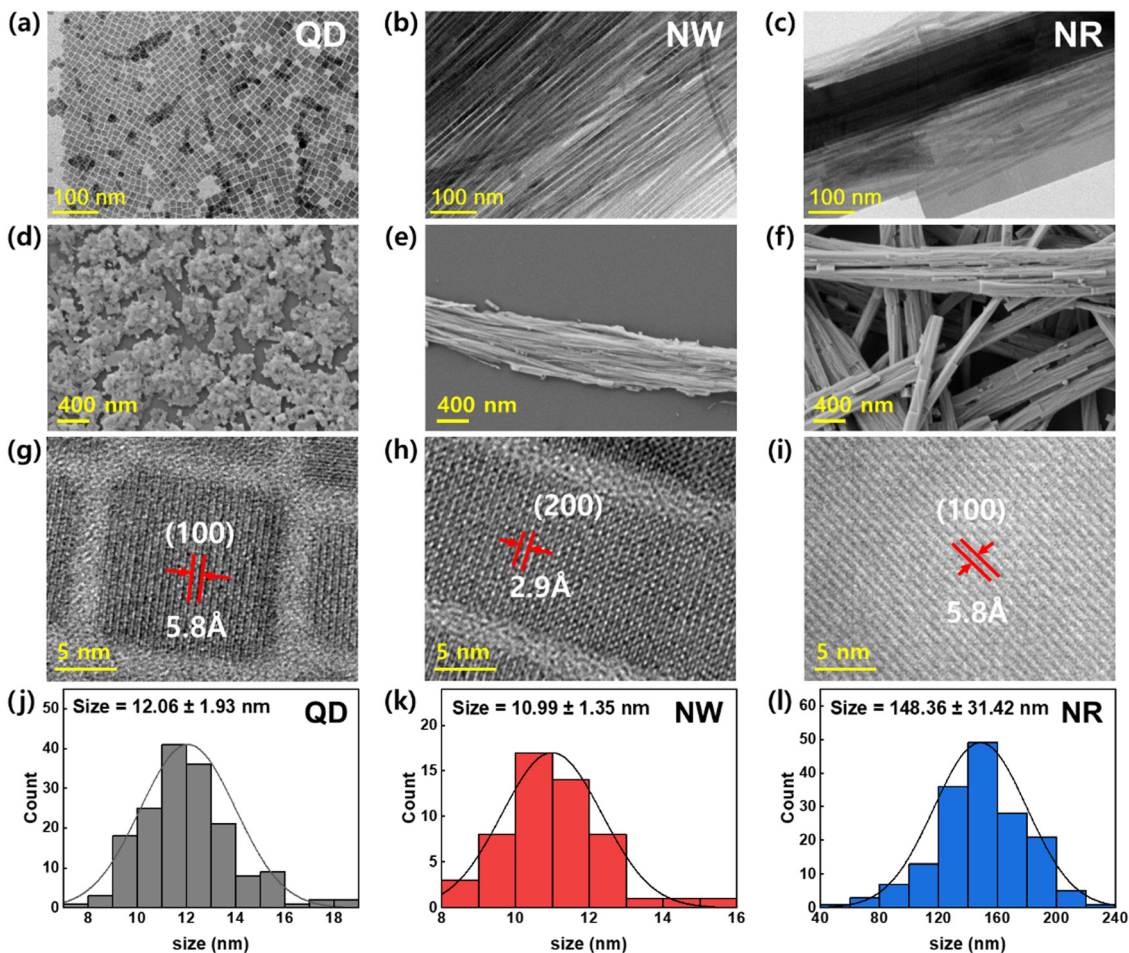 (a) QD
100 nm
(b) NW
100 nm
(c) NR
100 nm
(d)
400 nm
(e)
400 nm
(f)
400 nm
(g)
(100)
5.8Å
5 nm
(h)
(200)
2.9Å
5 nm
(i)
(100)
5.8Å
5 nm
(j)
Size = 12.06 ± 1.93 nm QD
50
40
30
20
10
0
Count
8 10 12 14 16 18
size (nm)
(k)
Size = 10.99 ± 1.35 nm NW
20
15
10
5
0
Count
8 10 12 14 16
size (nm)
(l)
Size = 148.36 ± 31.42 nm NR
60
50
40
30
20
10
0
Count
40 80 120 160 200 240
size (nm)